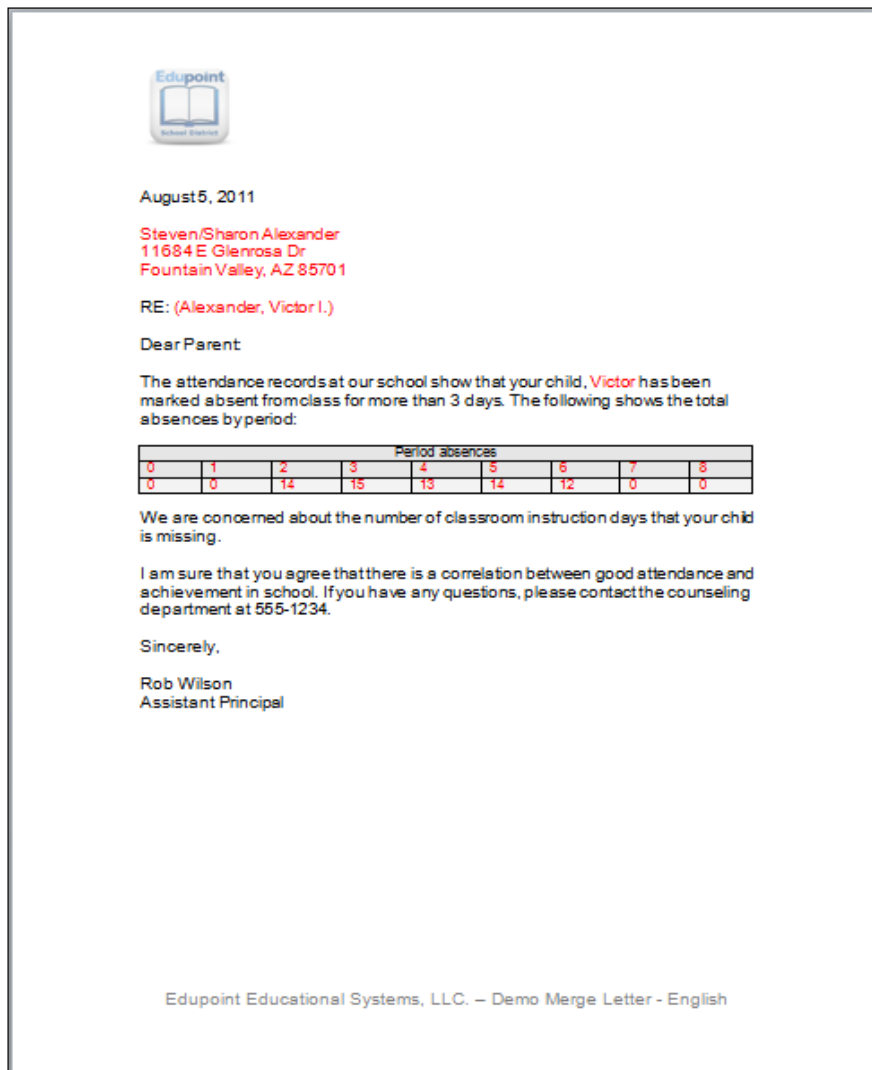 Edupoint
School District
August 5, 2011
Steven/Sharon Alexander
11684 E Glenrosa Dr
Fountain Valley, AZ 85701
RE: (Alexander, Victor I.)
Dear Parent:
The attendance records at our school show that your child, Victor has been
marked absent from class for more than 3 days. The following shows the total
absences by period:
Period absences
0 1 2 3 4 5 6 7 8
0 0 14 15 13 14 12 0 0
We are concerned about the number of classroom instruction days that your child
is missing.
I am sure that you agree that there is a correlation between good attendance and
achievement in school. If you have any questions, please contact the counseling
department at 555-1234.
Sincerely,
Rob Wilson
Assistant Principal
Edupoint Educational Systems, LLC. – Demo Merge Letter - English